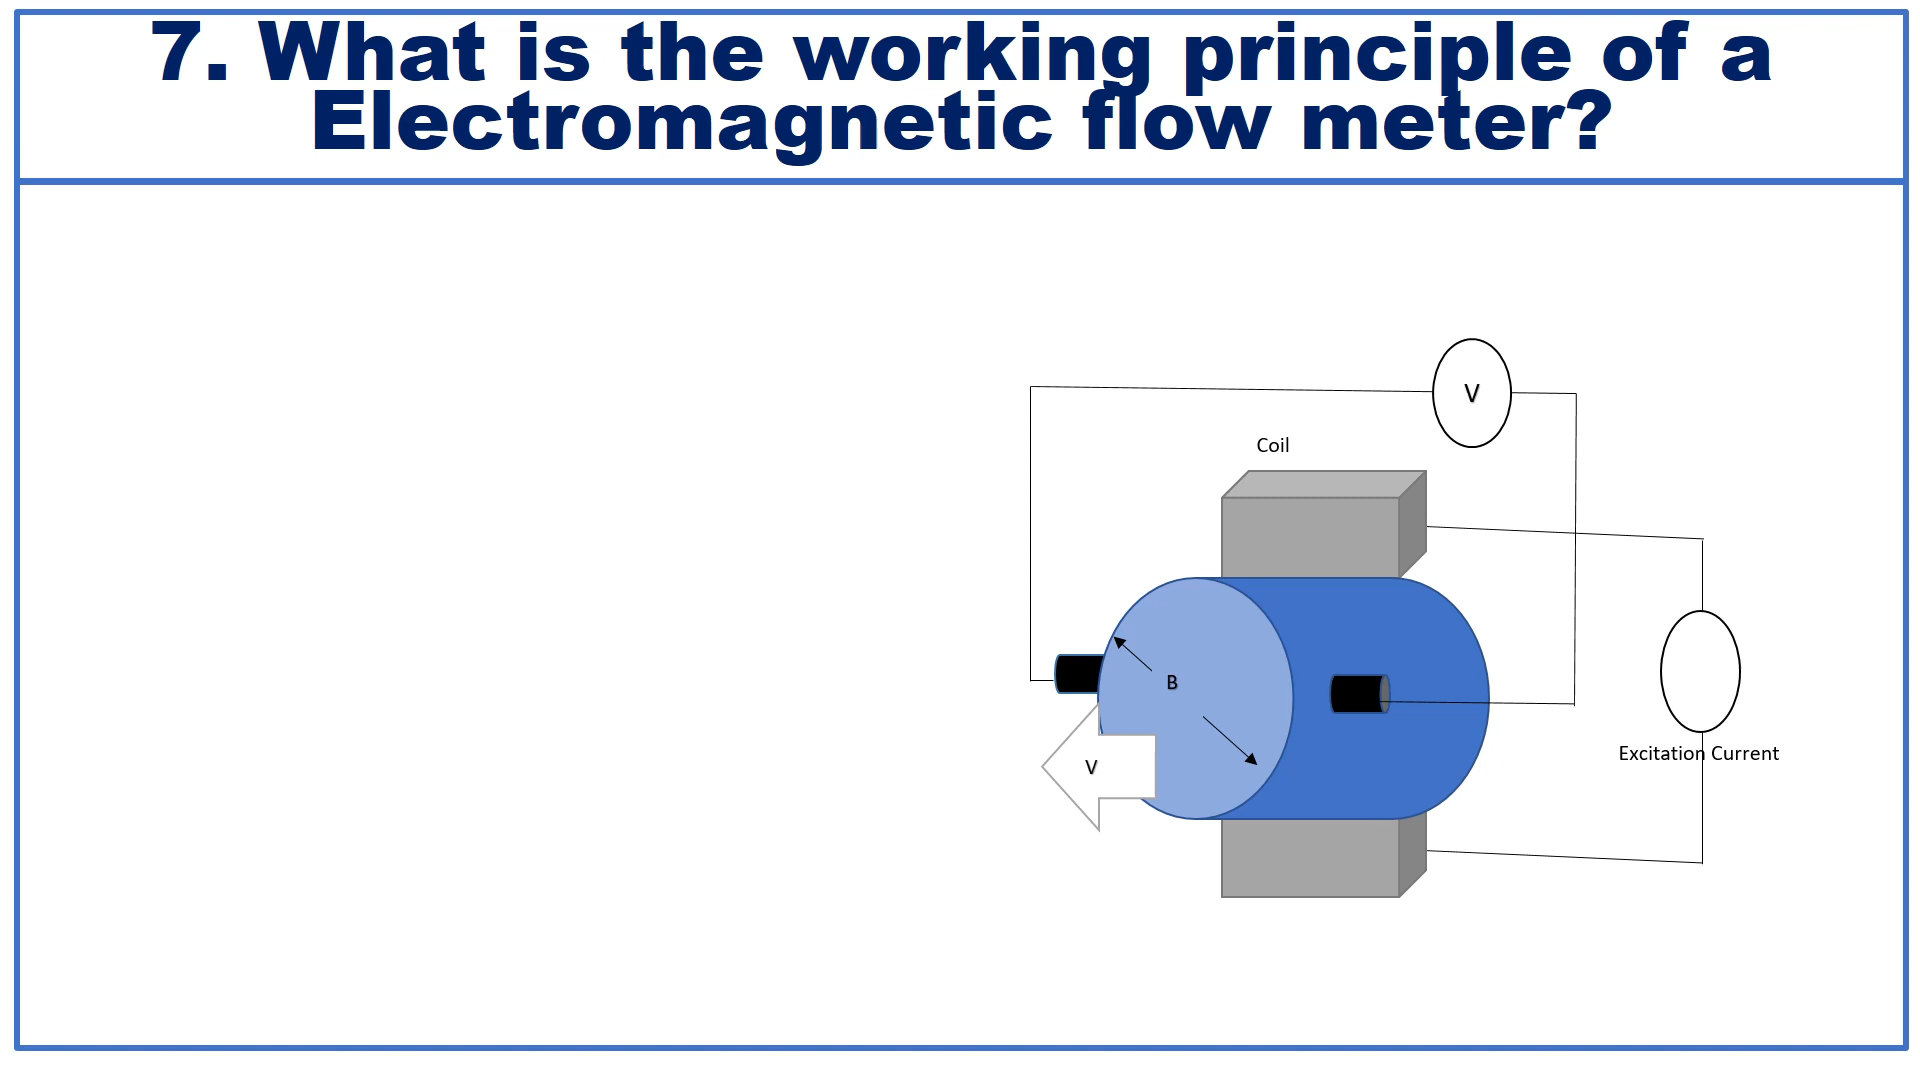 7. What is the working principle of a
Electromagnetic flow meter?
V
Coil
B
V
Excitation Current